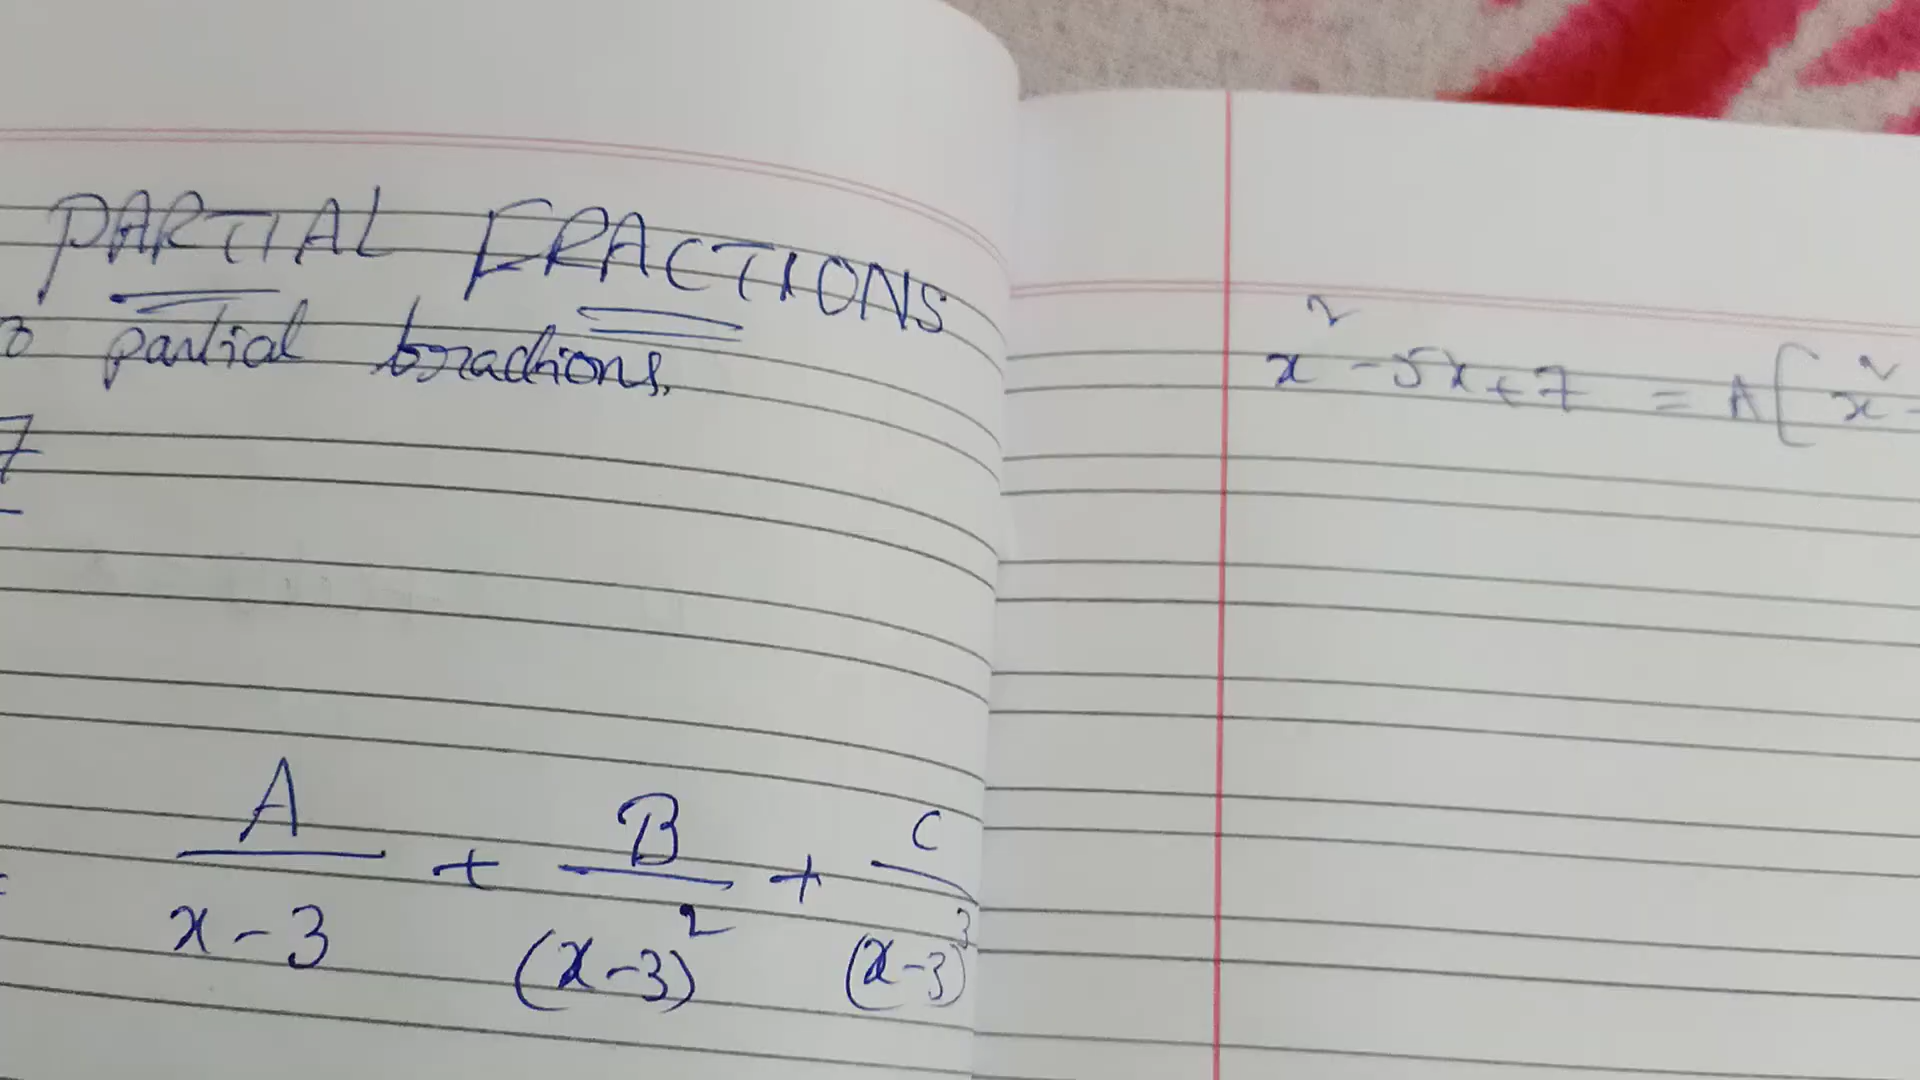 PARTIAL FRACTIONS
partial fractions.
7
= A/(x-3) + B/(x-3)² + C/(x-3)³
x² - 5x + 7 = A[x² -